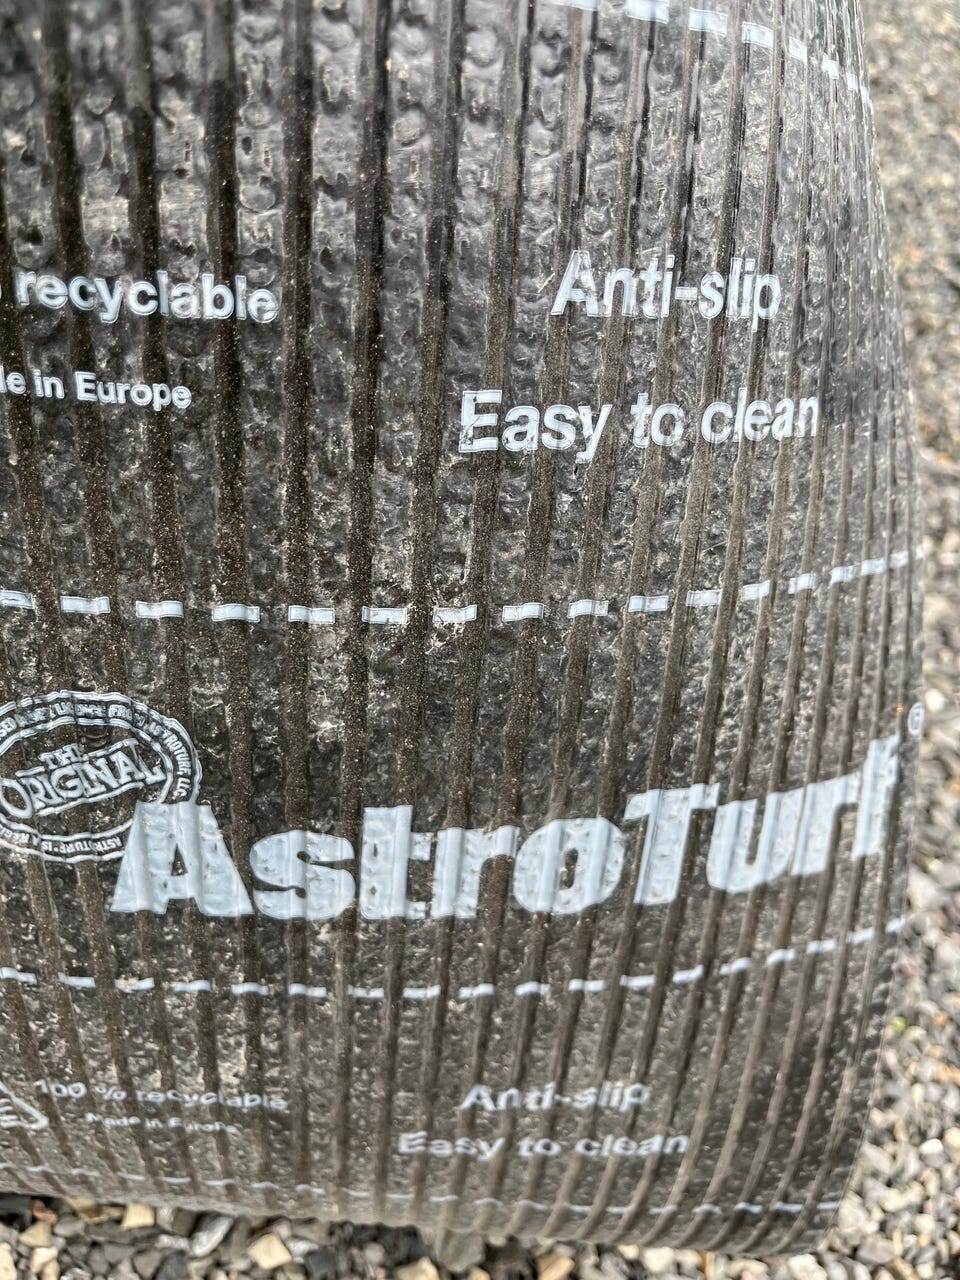 recyclable
Anti-slip
in Europe
Easy to clean
THE
ORIGINAL
AstroTurf®
100 % recyclable
Made in Europe
Anti-slip
Easy to clean